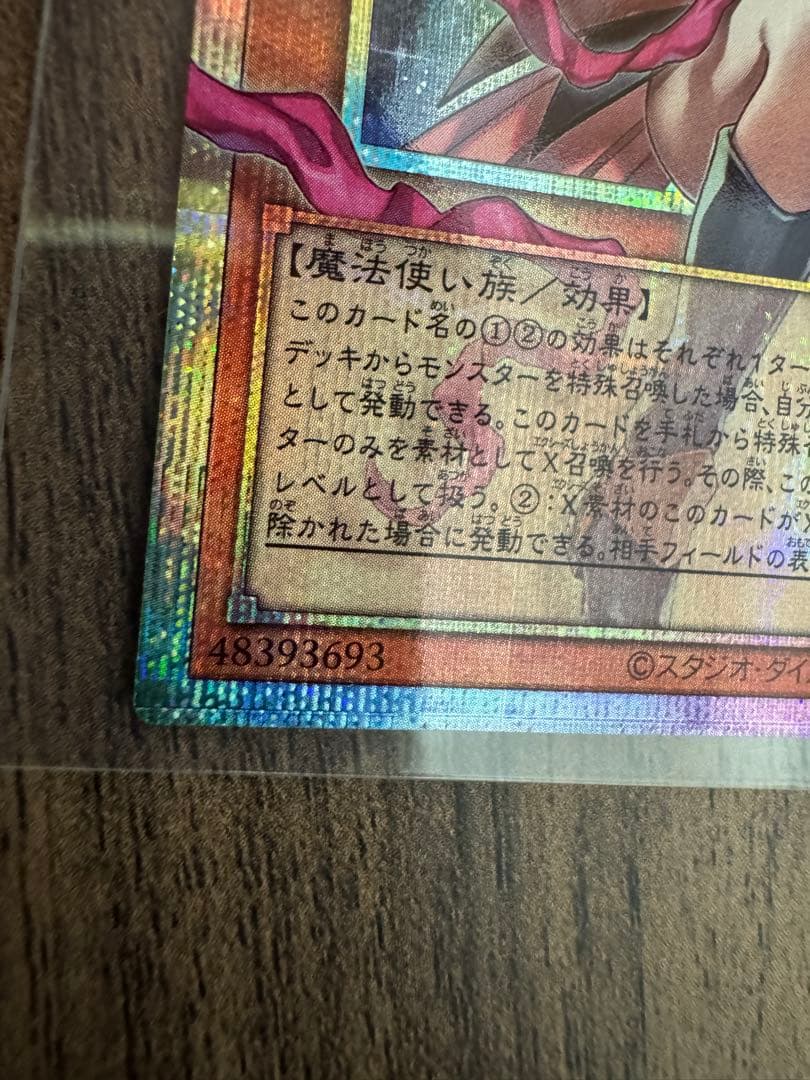 【魔法使い族/効果】
このカード名の①②の効果はそれぞれ1ター
デッキからモンスターを特殊召喚した場合、自分
として発動できる。このカードを手札から特殊
ターのみを素材としてX召喚を行う。その際、この
レベルとして扱う。②:X素材のこのカードが
除かれた場合に発動できる。相手フィールドの表
48393693
©スタジオ・ダイ